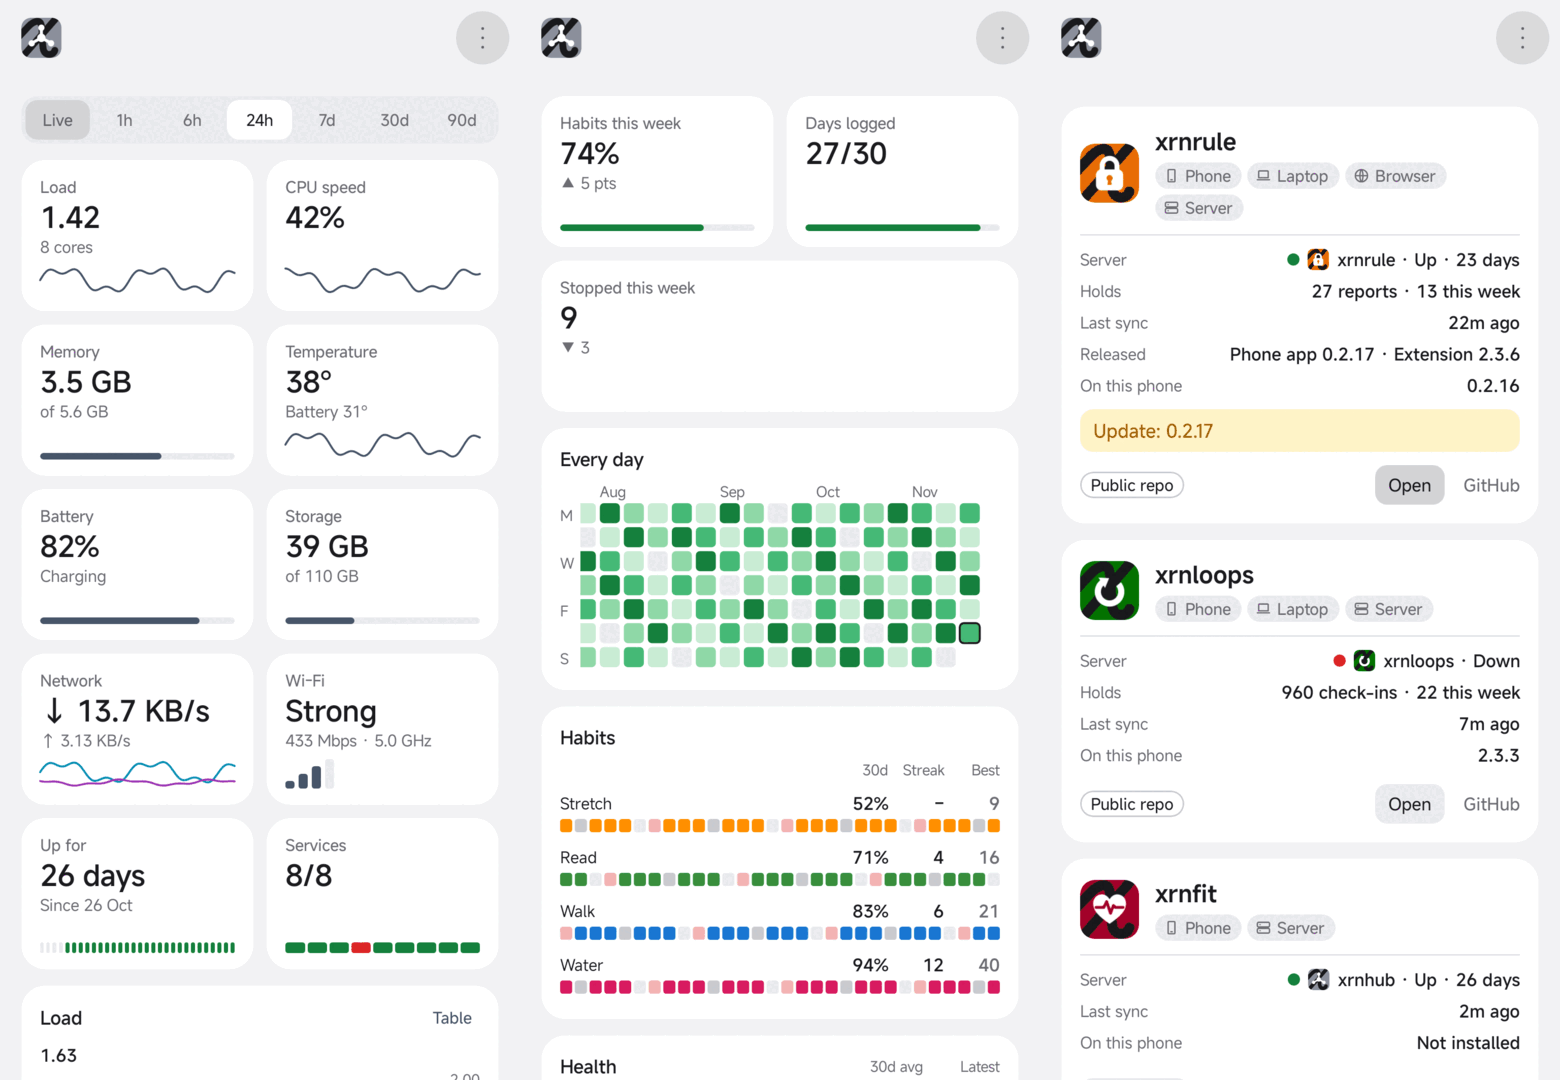 Live 1h 6h 24h 7d 30d 90d
Load
1.42
8 cores
CPU speed
42%
Memory
3.5 GB
of 5.6 GB
Temperature
38°
Battery 31°
Battery
82%
Charging
Storage
39 GB
of 110 GB
Network
↓ 13.7 KB/s
↑ 3.13 KB/s
Wi-Fi
Strong
433 Mbps · 5.0 GHz
Up for
26 days
Since 26 Oct
Services
8/8
Load Table
1.63
2.00
Habits this week
74%
▲ 5 pts
Days logged
27/30
Stopped this week
9
▼ 3
Every day
Aug Sep Oct Nov
M
W
F
S
Habits
30d Streak Best
Stretch 52% – 9
Read 71% 4 16
Walk 83% 6 21
Water 94% 12 40
Health 30d avg Latest
xrnrule
Phone Laptop Browser
Server
Server xrnrule · Up · 23 days
Holds 27 reports · 13 this week
Last sync 22m ago
Released Phone app 0.2.17 · Extension 2.3.6
On this phone 0.2.16
Update: 0.2.17
Public repo Open GitHub
xrnloops
Phone Laptop Server
Server xrnloops · Down
Holds 960 check-ins · 22 this week
Last sync 7m ago
On this phone 2.3.3
Public repo Open GitHub
xrnfit
Phone Server
Server xrnhub · Up · 26 days
Last sync 2m ago
On this phone Not installed